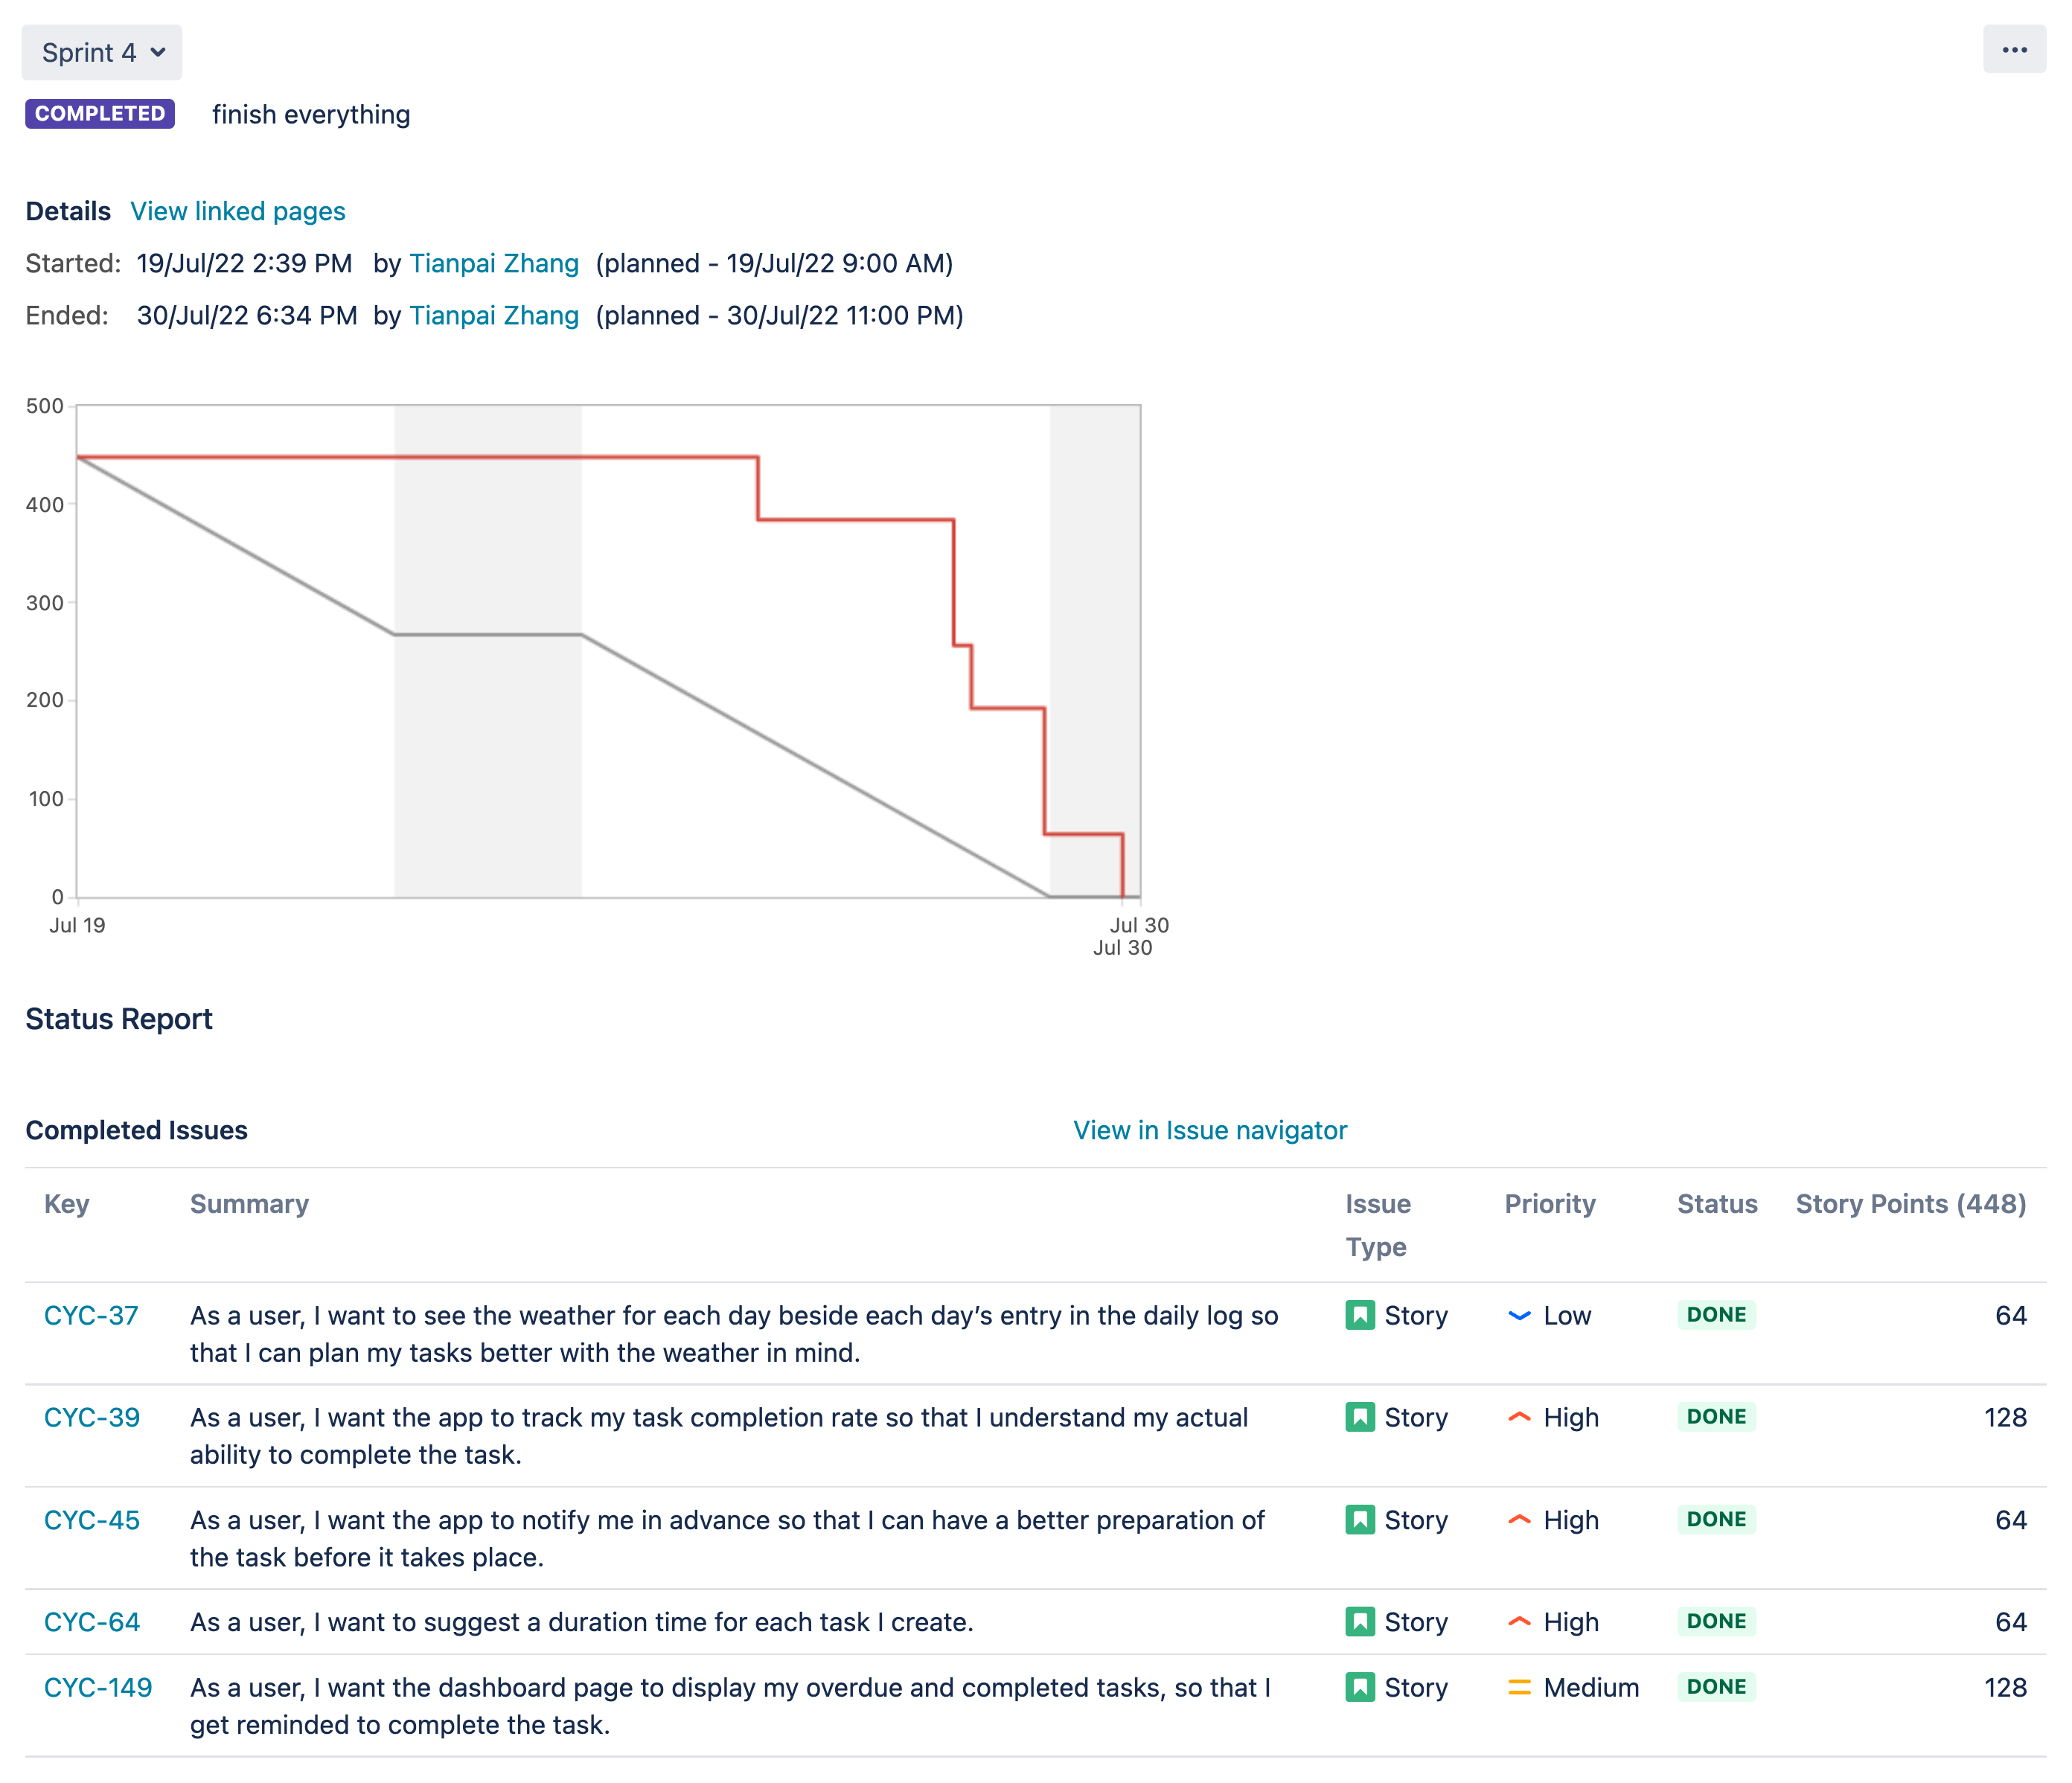 Sprint 4
COMPLETED finish everything
Details View linked pages
Started: 19/Jul/22 2:39 PM by Tianpai Zhang (planned - 19/Jul/22 9:00 AM)
Ended: 30/Jul/22 6:34 PM by Tianpai Zhang (planned - 30/Jul/22 11:00 PM)
500
400
300
200
100
0
Jul 19 Jul 30
Jul 30
Status Report
Completed Issues View in Issue navigator
Key Summary Issue Type Priority Status Story Points (448)
CYC-37 As a user, I want to see the weather for each day beside each day’s entry in the daily log so Story Low DONE 64
that I can plan my tasks better with the weather in mind.
CYC-39 As a user, I want the app to track my task completion rate so that I understand my actual Story High DONE 128
ability to complete the task.
CYC-45 As a user, I want the app to notify me in advance so that I can have a better preparation of Story High DONE 64
the task before it takes place.
CYC-64 As a user, I want to suggest a duration time for each task I create. Story High DONE 64
CYC-149 As a user, I want the dashboard page to display my overdue and completed tasks, so that I Story Medium DONE 128
get reminded to complete the task.